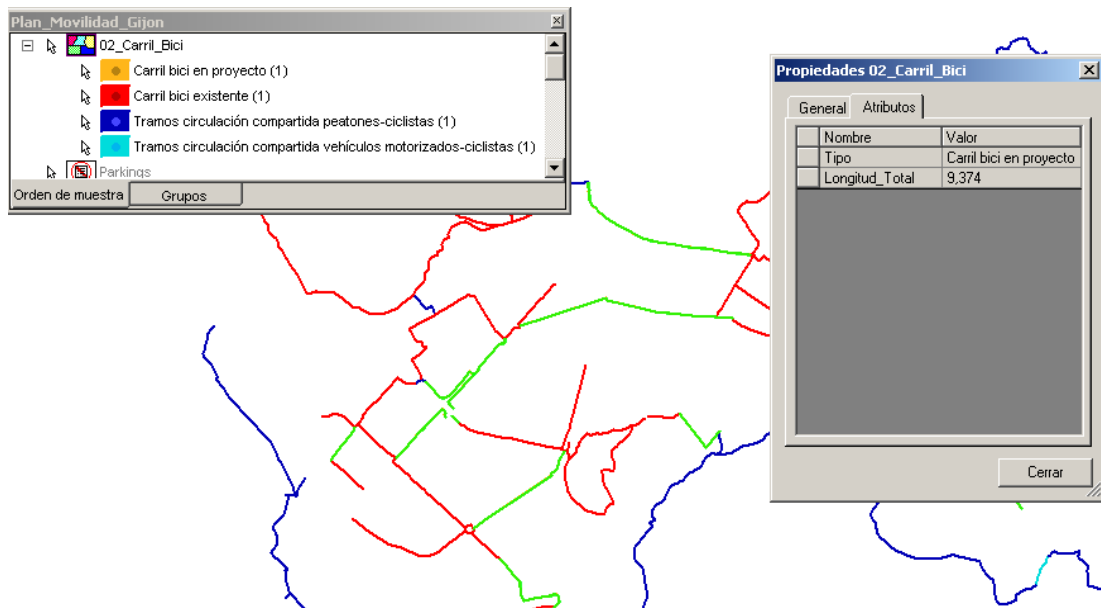 Plan_Movilidad_Gijon
02_Carril_Bici
Carril bici en proyecto (1)
Carril bici existente (1)
Tramos circulación compartida peatones-ciclistas (1)
Tramos circulación compartida vehículos motorizados-ciclistas (1)
Parkings
Orden de muestra Grupos
Propiedades 02_Carril_Bici
General Atributos
Nombre Valor
Tipo Carril bici en proyecto
Longitud_Total 9,374
Cerrar